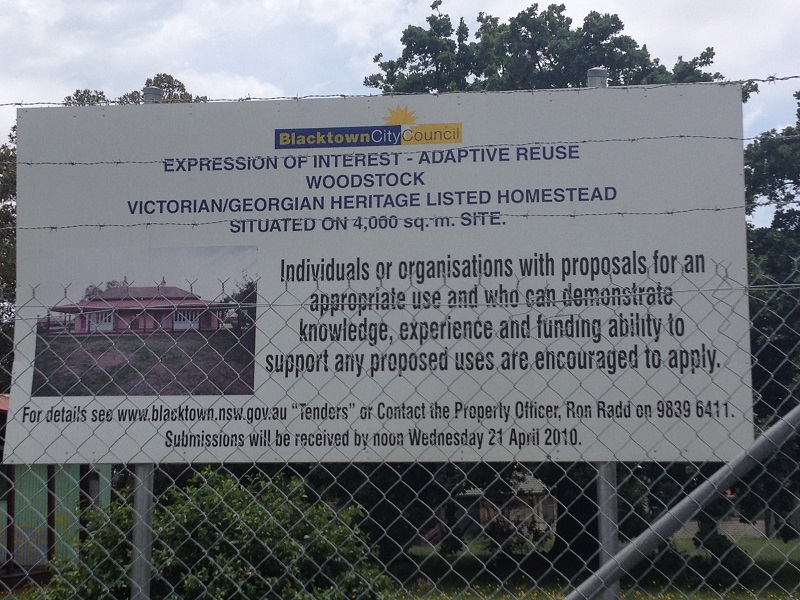 BlacktownCityCouncil
EXPRESSION OF INTEREST - ADAPTIVE REUSE
WOODSTOCK
VICTORIAN/GEORGIAN HERITAGE LISTED HOMESTEAD
SITUATED ON 4,000 sq. m. SITE.
Individuals or organisations with proposals for an
appropriate use and who can demonstrate
knowledge, experience and funding ability to
support any proposed uses are encouraged to apply.
For details see www.blacktown.nsw.gov.au "Tenders" or Contact the Property Officer, Ron Radd on 9839 6411.
Submissions will be received by noon Wednesday 21 April 2010.